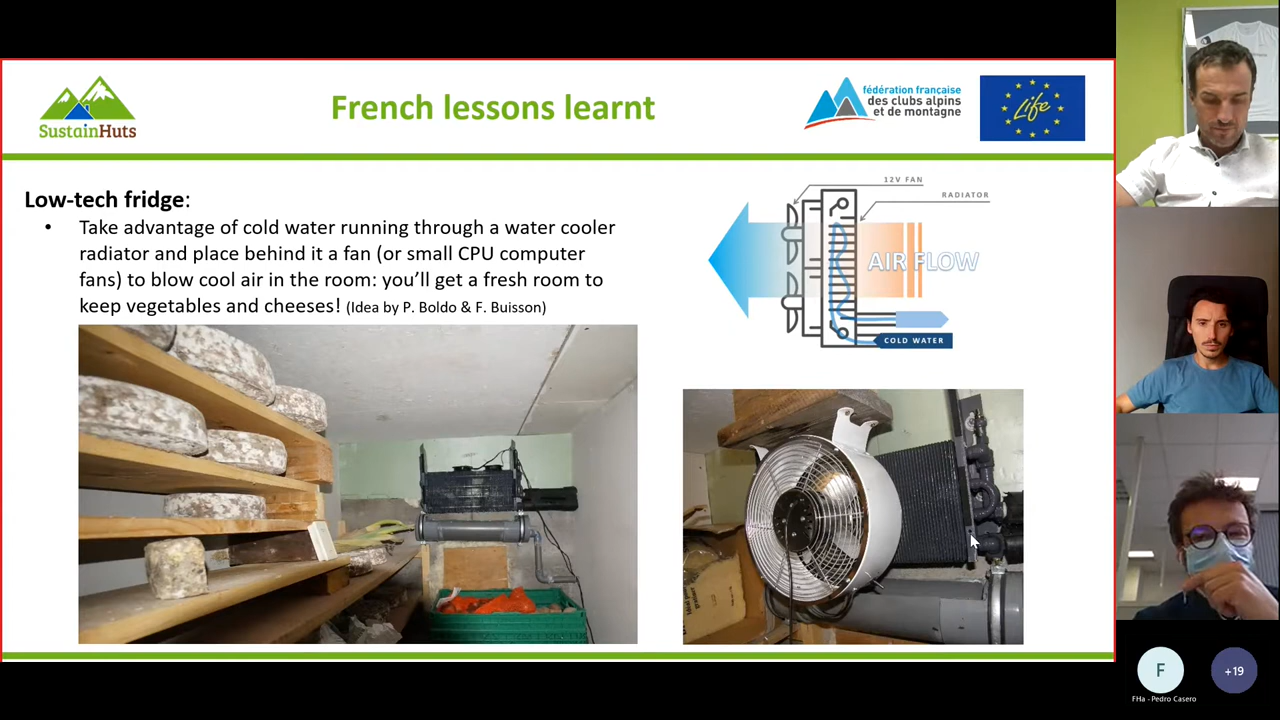 SustainHuts
French lessons learnt
fédération française
des clubs alpins
et de montagne
Life
Low-tech fridge:
• Take advantage of cold water running through a water cooler
radiator and place behind it a fan (or small CPU computer
fans) to blow cool air in the room: you’ll get a fresh room to
keep vegetables and cheeses! (Idea by P. Boldo & F. Buisson)
12V FAN
RADIATOR
AIR FLOW
COLD WATER
F
+19
FHa - Pedro Casero